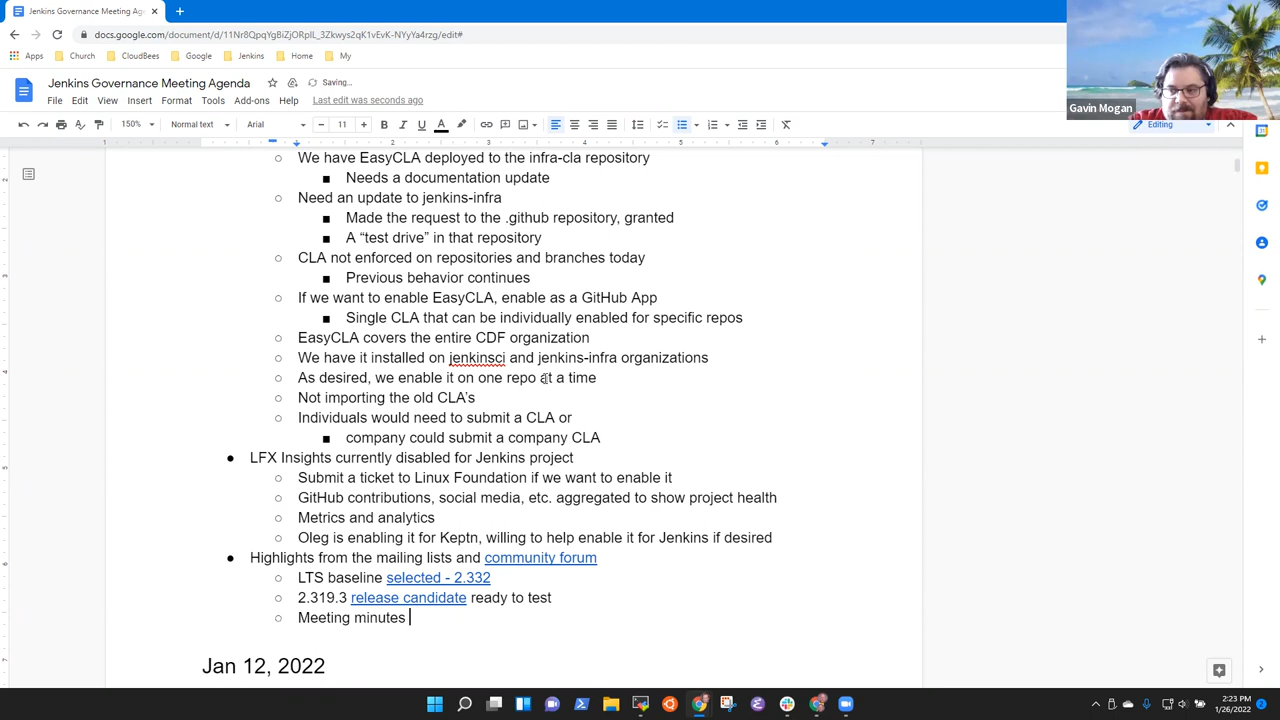 Jenkins Governance Meeting Ag
docs.google.com/document/d/11Nr8QpqYgBiZjORpIL_3Zkwys2qK1vEvK-NYyYa4rzg/edit#
Apps Church CloudBees Google Jenkins Home My
Gavin Mogan
Jenkins Governance Meeting Agenda Saving...
File Edit View Insert Format Tools Add-ons Help Last edit was seconds ago
150% Normal text Arial 11 B I U A Editing
1 1 2 3 4 5 6 7
We have EasyCLA deployed to the infra-cla repository
Needs a documentation update
Need an update to jenkins-infra
Made the request to the .github repository, granted
A “test drive” in that repository
CLA not enforced on repositories and branches today
Previous behavior continues
If we want to enable EasyCLA, enable as a GitHub App
Single CLA that can be individually enabled for specific repos
EasyCLA covers the entire CDF organization
We have it installed on jenkinsci and jenkins-infra organizations
As desired, we enable it on one repo at a time
Not importing the old CLA’s
Individuals would need to submit a CLA or
company could submit a company CLA
LFX Insights currently disabled for Jenkins project
Submit a ticket to Linux Foundation if we want to enable it
GitHub contributions, social media, etc. aggregated to show project health
Metrics and analytics
Oleg is enabling it for Keptn, willing to help enable it for Jenkins if desired
Highlights from the mailing lists and community forum
LTS baseline selected - 2.332
2.319.3 release candidate ready to test
Meeting minutes
Jan 12, 2022
2:23 PM
1/26/2022